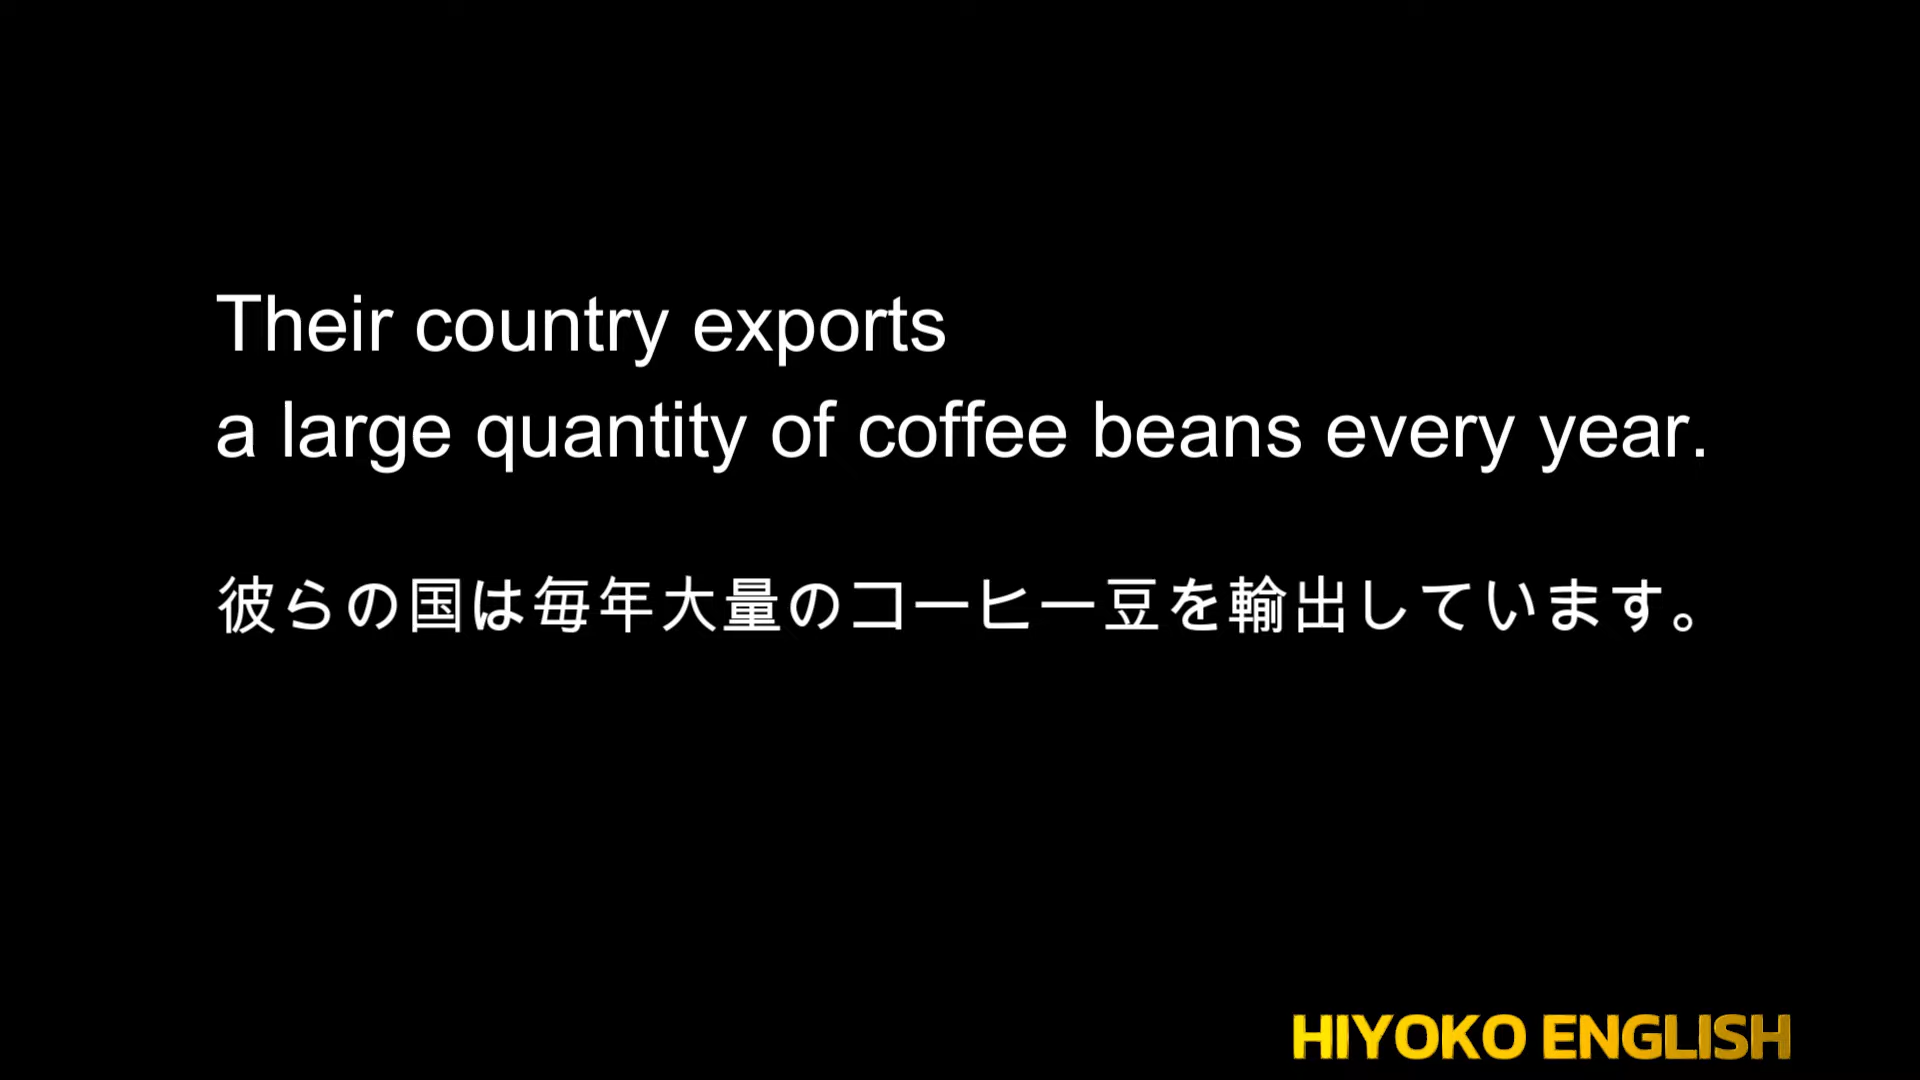 Their country exports
a large quantity of coffee beans every year.
彼らの国は毎年大量のコーヒー豆を輸出しています。
HIYOKO ENGLISH